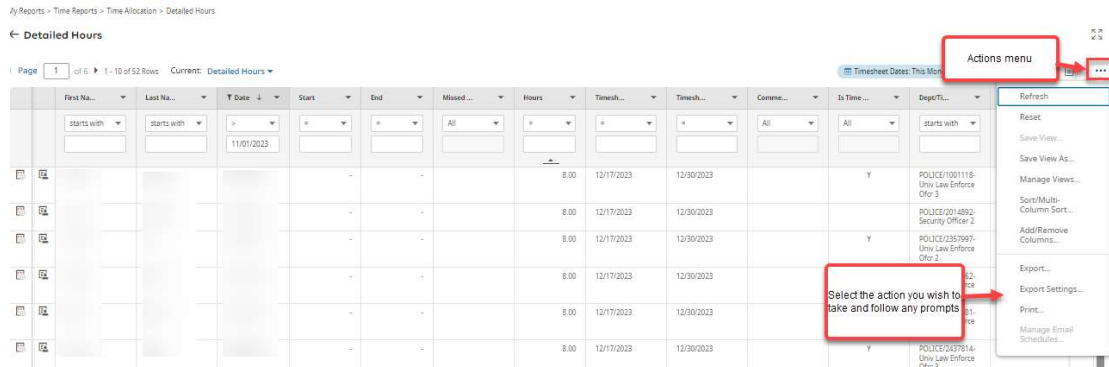 My Reports > Time Reports > Time Allocation > Detailed Hours
← Detailed Hours
Page 1 of 6 1 - 10 of 52 Rows Current: Detailed Hours
Timesheet Dates: This Mon
Actions menu
First Na... Last Na... Date ↓ Start End Missed ... Hours Timesh... Timesh... Comme... Is Time ... Dept/Ti...
starts with starts with > = = All = = = All All starts with
11/01/2023
- - 8.00 12/17/2023 12/30/2023 Y POLICE/1001118-
Univ Law Enforce
Ofcr 3
- - 8.00 12/17/2023 12/30/2023 POLICE/2014892-
Security Officer 2
- - 8.00 12/17/2023 12/30/2023 Y POLICE/2357997-
Univ Law Enforce
Ofcr 2
- - 8.00 12/17/2023 12/30/2023
- - 8.00 12/17/2023 12/30/2023
- - 8.00 12/17/2023 12/30/2023 Y POLICE/2437814-
Univ Law Enforce
Ofcr 3
Refresh
Reset
Save View...
Save View As...
Manage Views...
Sort/Multi-
Column Sort...
Add/Remove
Columns...
Export...
Export Settings...
Print...
Manage Email
Schedules...
Select the action you wish to
take and follow any prompts